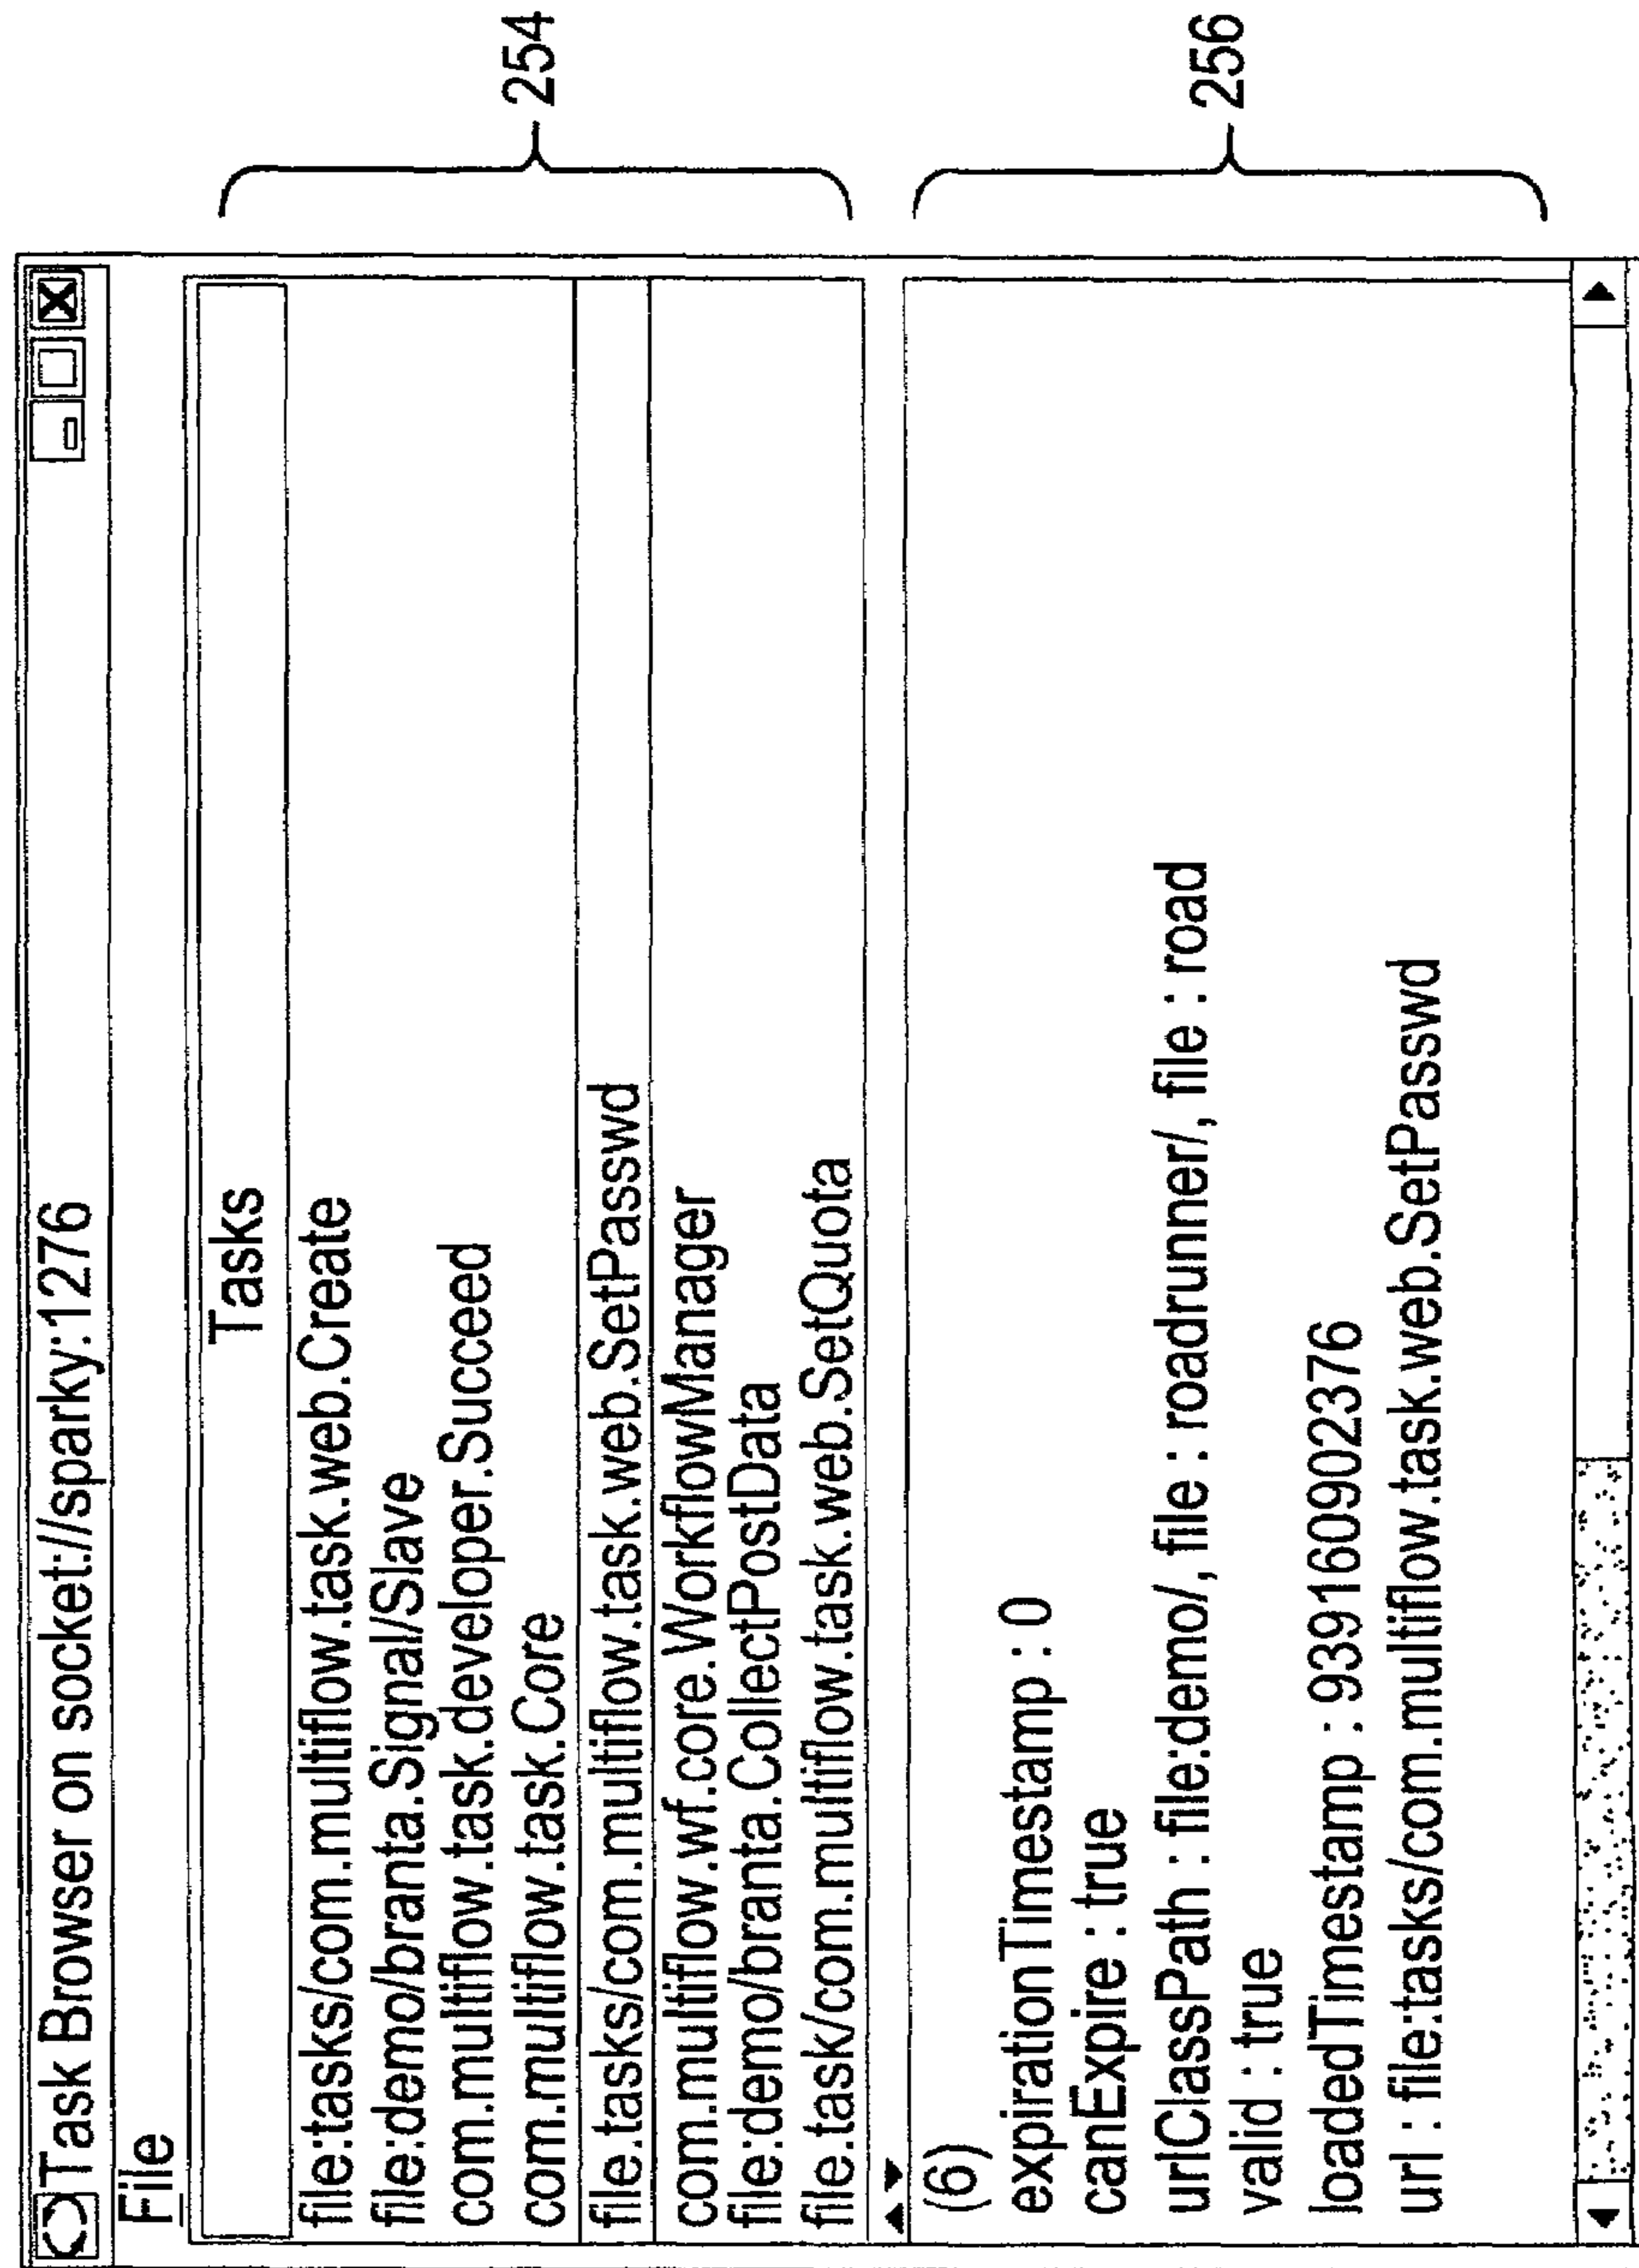 Task Browser on socket://sparky:1276
File
Tasks
file:tasks/com.multiflow.task.web.Create
file:demo/branta.Signal/Slave
com.multiflow.task.developer.Succeed
com.multiflow.task.Core
file.tasks/com.multiflow.task.web.SetPasswd
com.multiflow.wf.core.WorkflowManager
file:demo/branta.CollectPostData
file.task/com.multiflow.task.web.SetQuota
254
(6)
expirationTimestamp : 0
canExpire : true
urlClassPath : file:demo/, file : roadrunner/, file : road
valid : true
loadedTimestamp : 939160902376
url : file:tasks/com.multiflow.task.web.SetPasswd
256